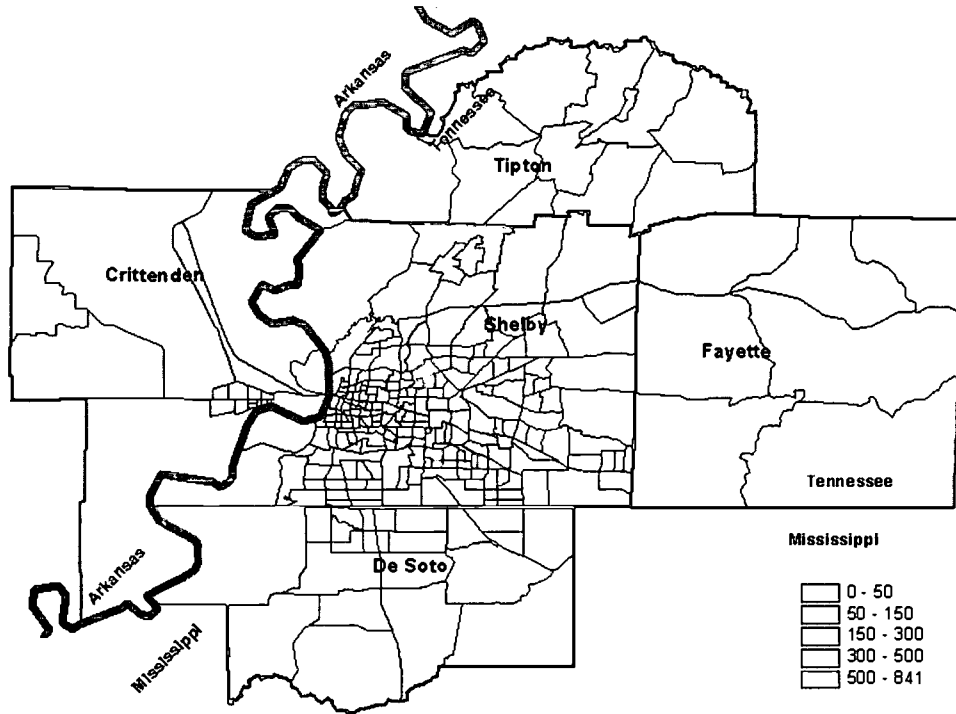 Arkansas
Tennessee
Tipton
Crittenden
Shelby
Fayette
Tennessee
Mississippi
De Soto
Arkansas
Mississippi
0 - 50
50 - 150
150 - 300
300 - 500
500 - 841